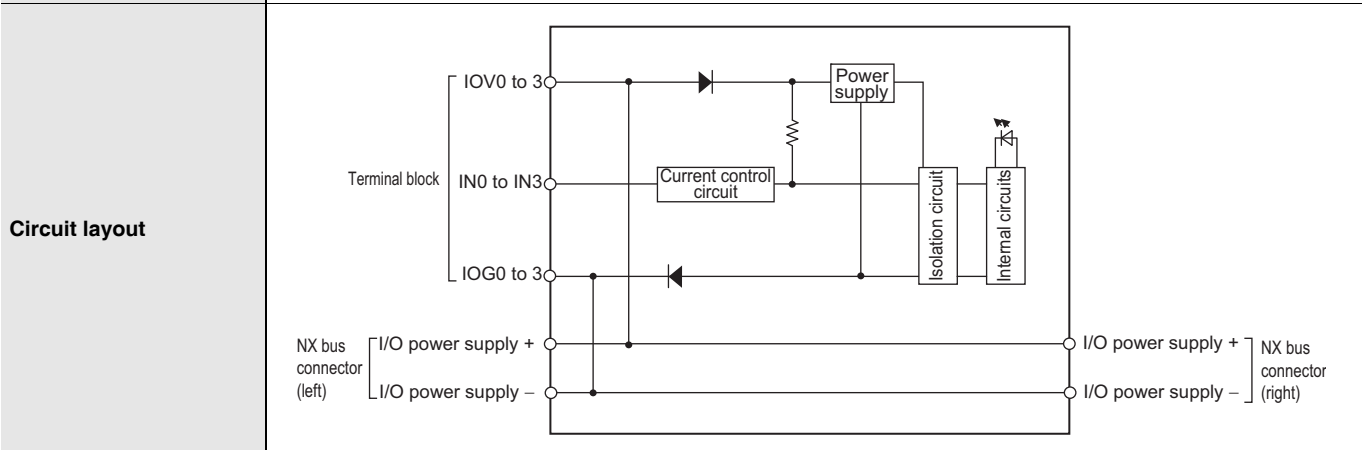 Circuit layout
Terminal block
IOV0 to 3
IN0 to IN3
IOG0 to 3
Current control
circuit
Power
supply
Isolation circuit
Internal circuits
NX bus
connector
(left)
I/O power supply +
I/O power supply −
I/O power supply +
I/O power supply −
NX bus
connector
(right)